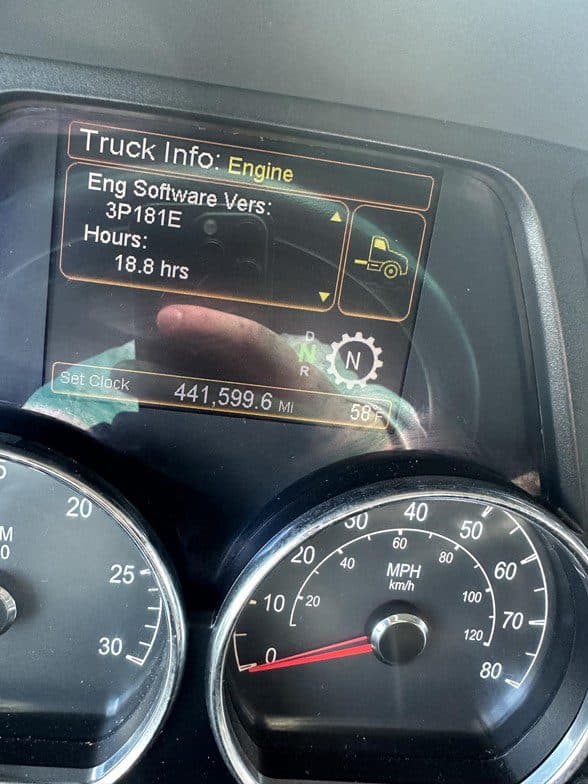 Truck Info: Engine
Eng Software Vers:
3P181E
Hours:
18.8 hrs
D
N
R
N
Set Clock
441,599.6 MI
58°F
20
25
30
0
10
20
30
40
50
60
70
80
MPH
km/h
20
40
60
80
100
120